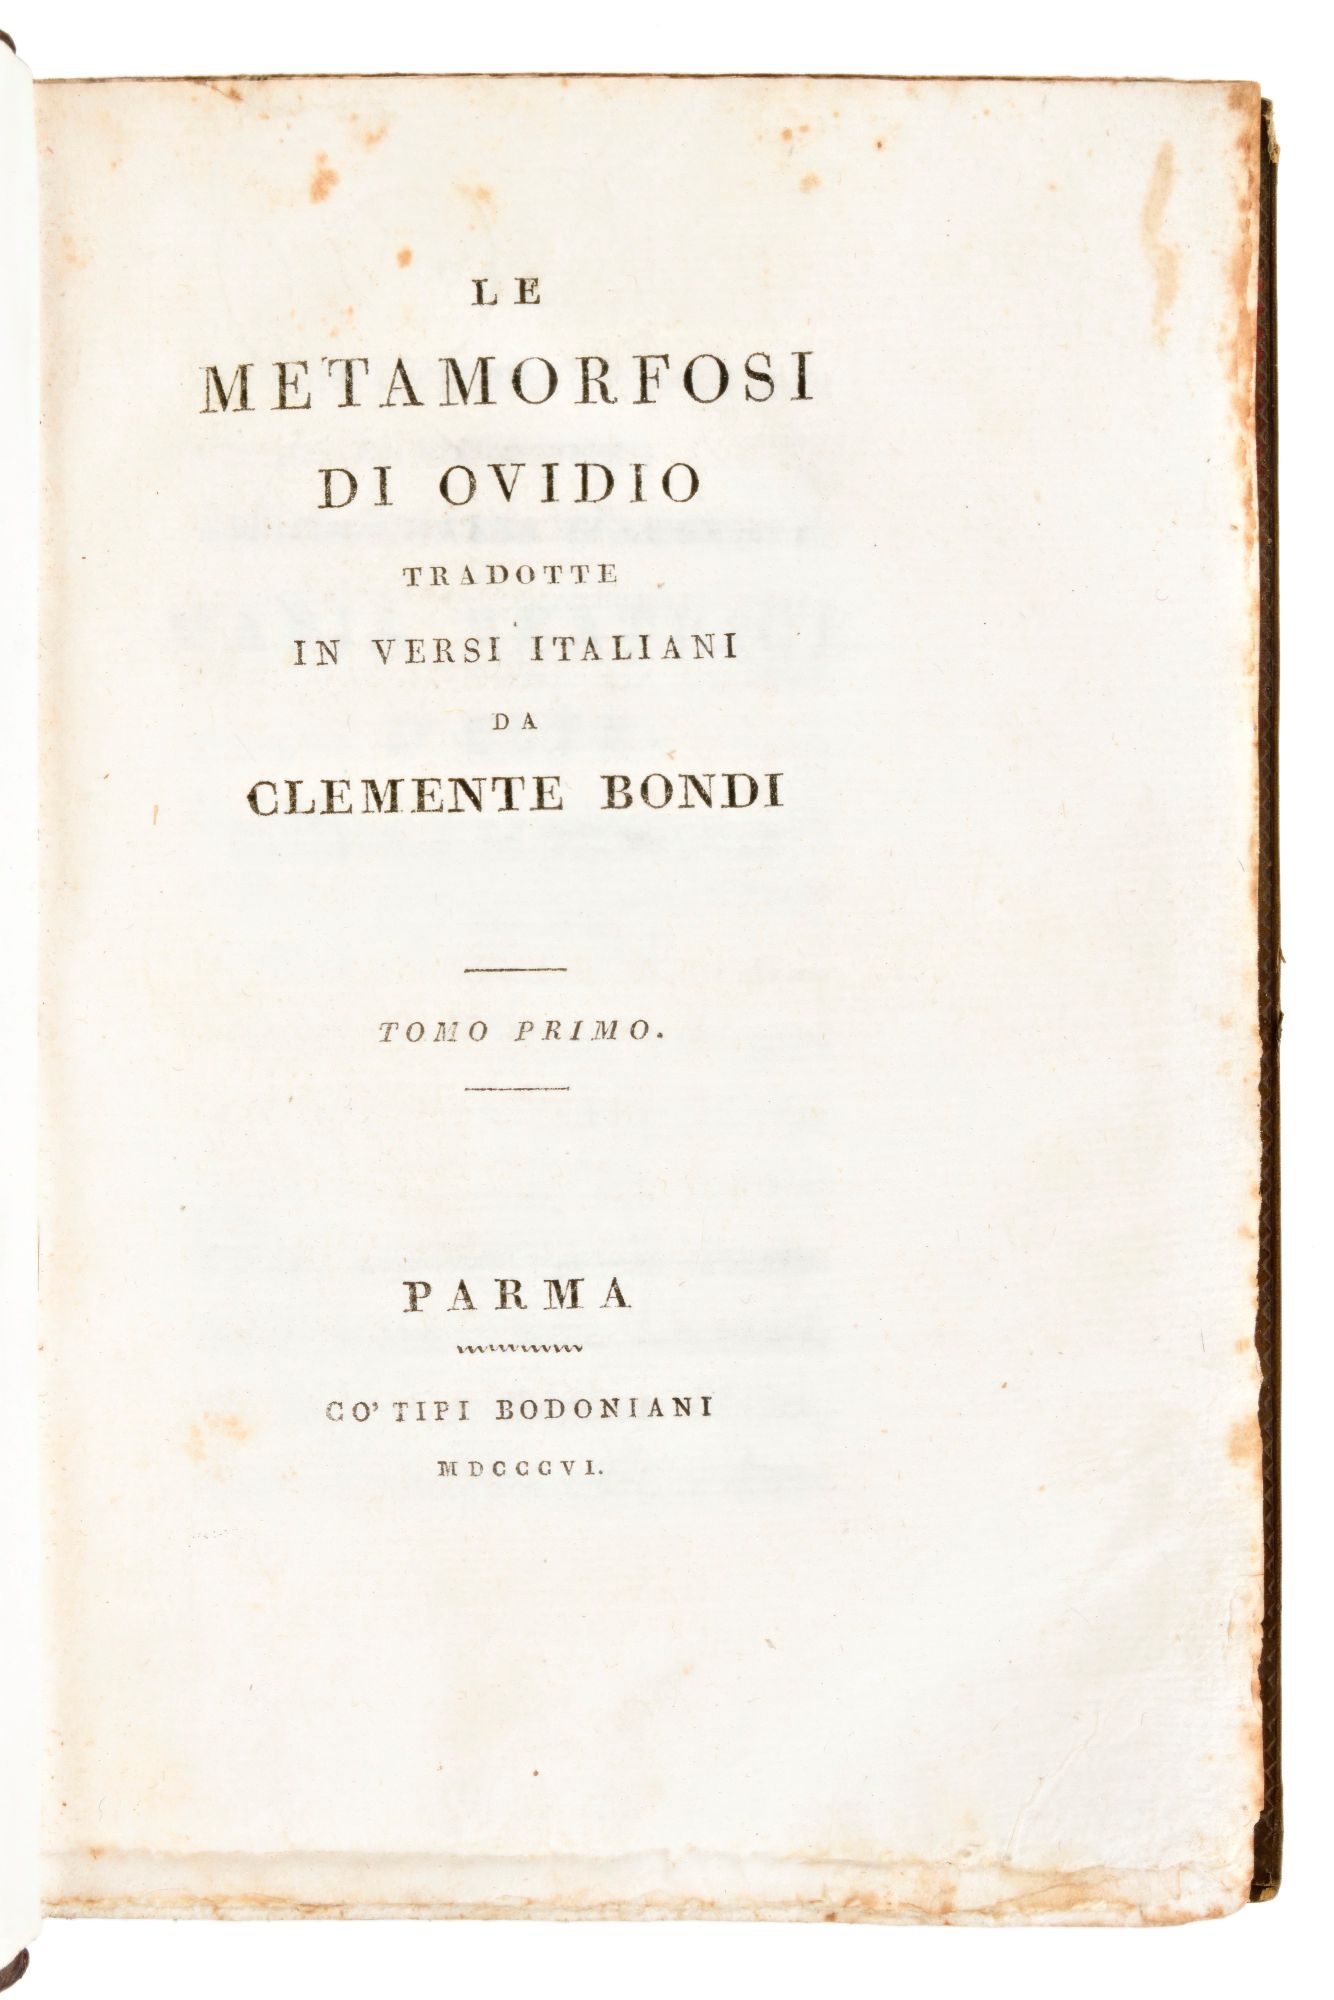 LE
METAMORFOSI
DI OVIDIO
TRADOTTE
IN VERSI ITALIANI
DA
CLEMENTE BONDI
TOMO PRIMO.
PARMA
CO' TIPI BODONIANI
MDCCCVI.